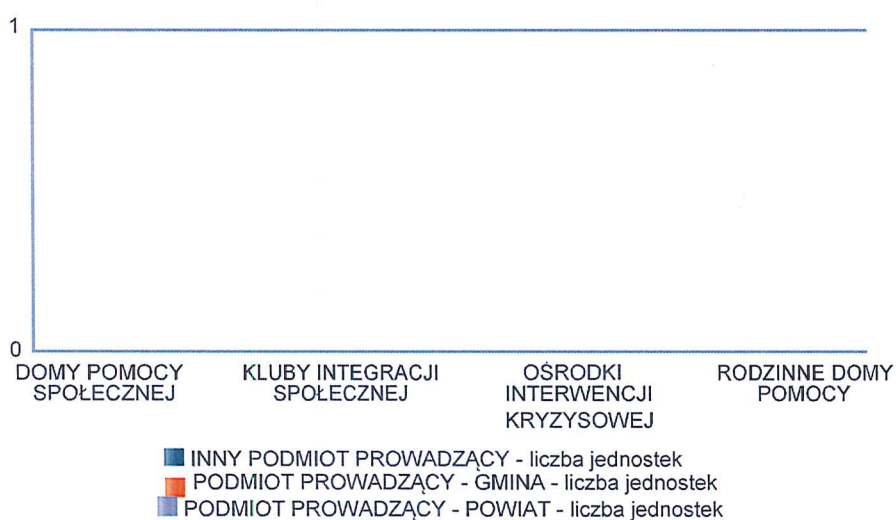 1
0
DOMY POMOCY
SPOŁECZNEJ
KLUBY INTEGRACJI
SPOŁECZNEJ
OŚRODKI
INTERWENCJI
KRYZYSOWEJ
RODZINNE DOMY
POMOCY
INNY PODMIOT PROWADZĄCY - liczba jednostek
PODMIOT PROWADZĄCY - GMINA - liczba jednostek
PODMIOT PROWADZĄCY - POWIAT - liczba jednostek